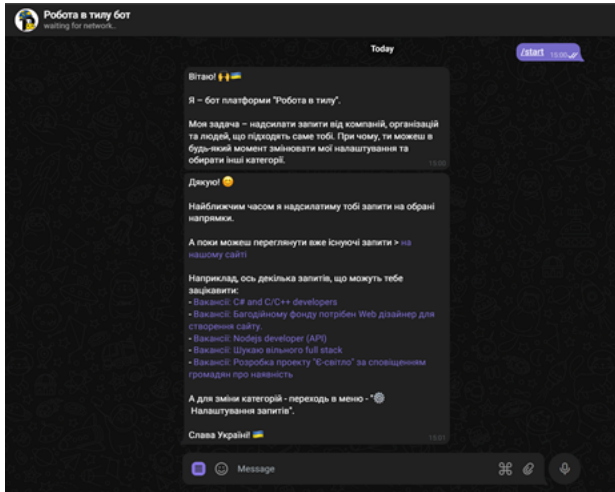 Робота в тилу бот
waiting for network..
Today
/start 15:00
Вітаю! 🙌🇺🇦
Я – бот платформи "Робота в тилу".
Моя задача – надсилати запити від компаній, організацій
та людей, що підходять саме тобі. При чому, ти можеш в
будь-який момент змінювати мої налаштування та
обирати інші категорії.
15:00
Дякую! 😊
Найближчим часом я надсилатиму тобі запити на обрані
напрямки.
А поки можеш переглянути вже існуючі запити > на
нашому сайті
Наприклад, ось декілька запитів, що можуть тебе
зацікавити:
- Вакансії: C# and C/C++ developers
- Вакансії: Багодійному фонду потрібен Web дізайнер для
створення сайту.
- Вакансії: Nodejs developer (API)
- Вакансії: Шукаю вільного full stack
- Вакансії: Розробка проекту "Є-світло" за сповіщенням
громадян про наявність
А для зміни категорій - переходь в меню - "⚙️
Налаштування запитів".
Слава Україні! 🇺🇦
15:01
Message